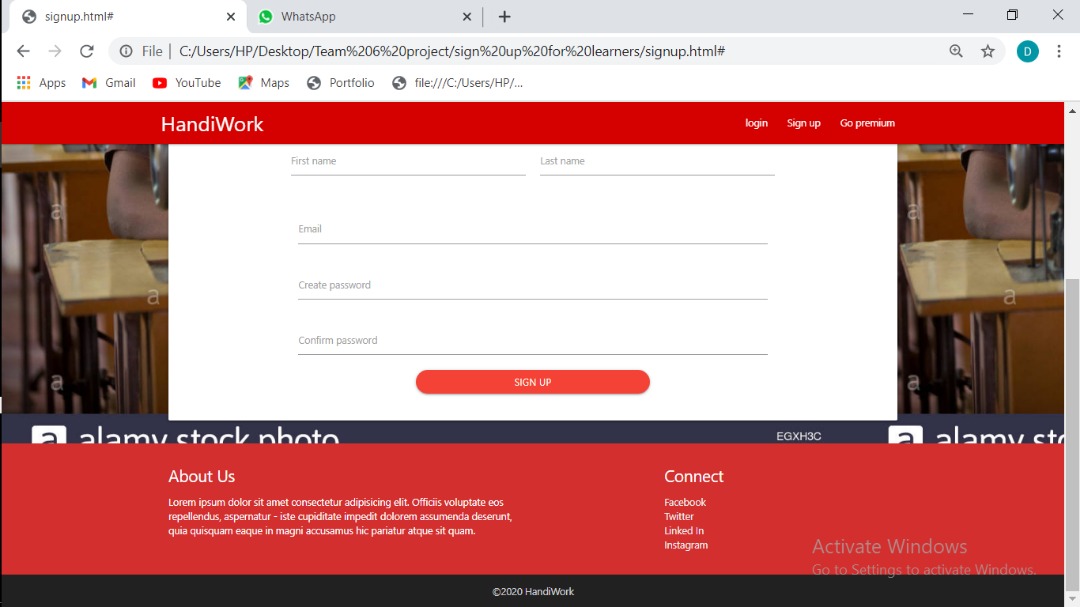 signup.html#
WhatsApp
File | C:/Users/HP/Desktop/Team%206%20project/sign%20up%20for%20learners/signup.html#
D
Apps Gmail YouTube Maps Portfolio file:///C:/Users/HP/...
HandiWork login Sign up Go premium
First name Last name
a a
Email
Create password
a a
Confirm password
a a
SIGN UP
a alamy stock photo EGXH3C a alamy sto
About Us
Lorem ipsum dolor sit amet consectetur adipisicing elit. Officiis voluptate eos
repellendus, aspernatur - iste cupiditate impedit dolorem assumenda deserunt,
quia quisquam eaque in magni accusamus hic pariatur atque sit quam.
Connect
Facebook
Twitter
Linked In
Instagram
Activate Windows
Go to Settings to activate Windows.
©2020 HandiWork